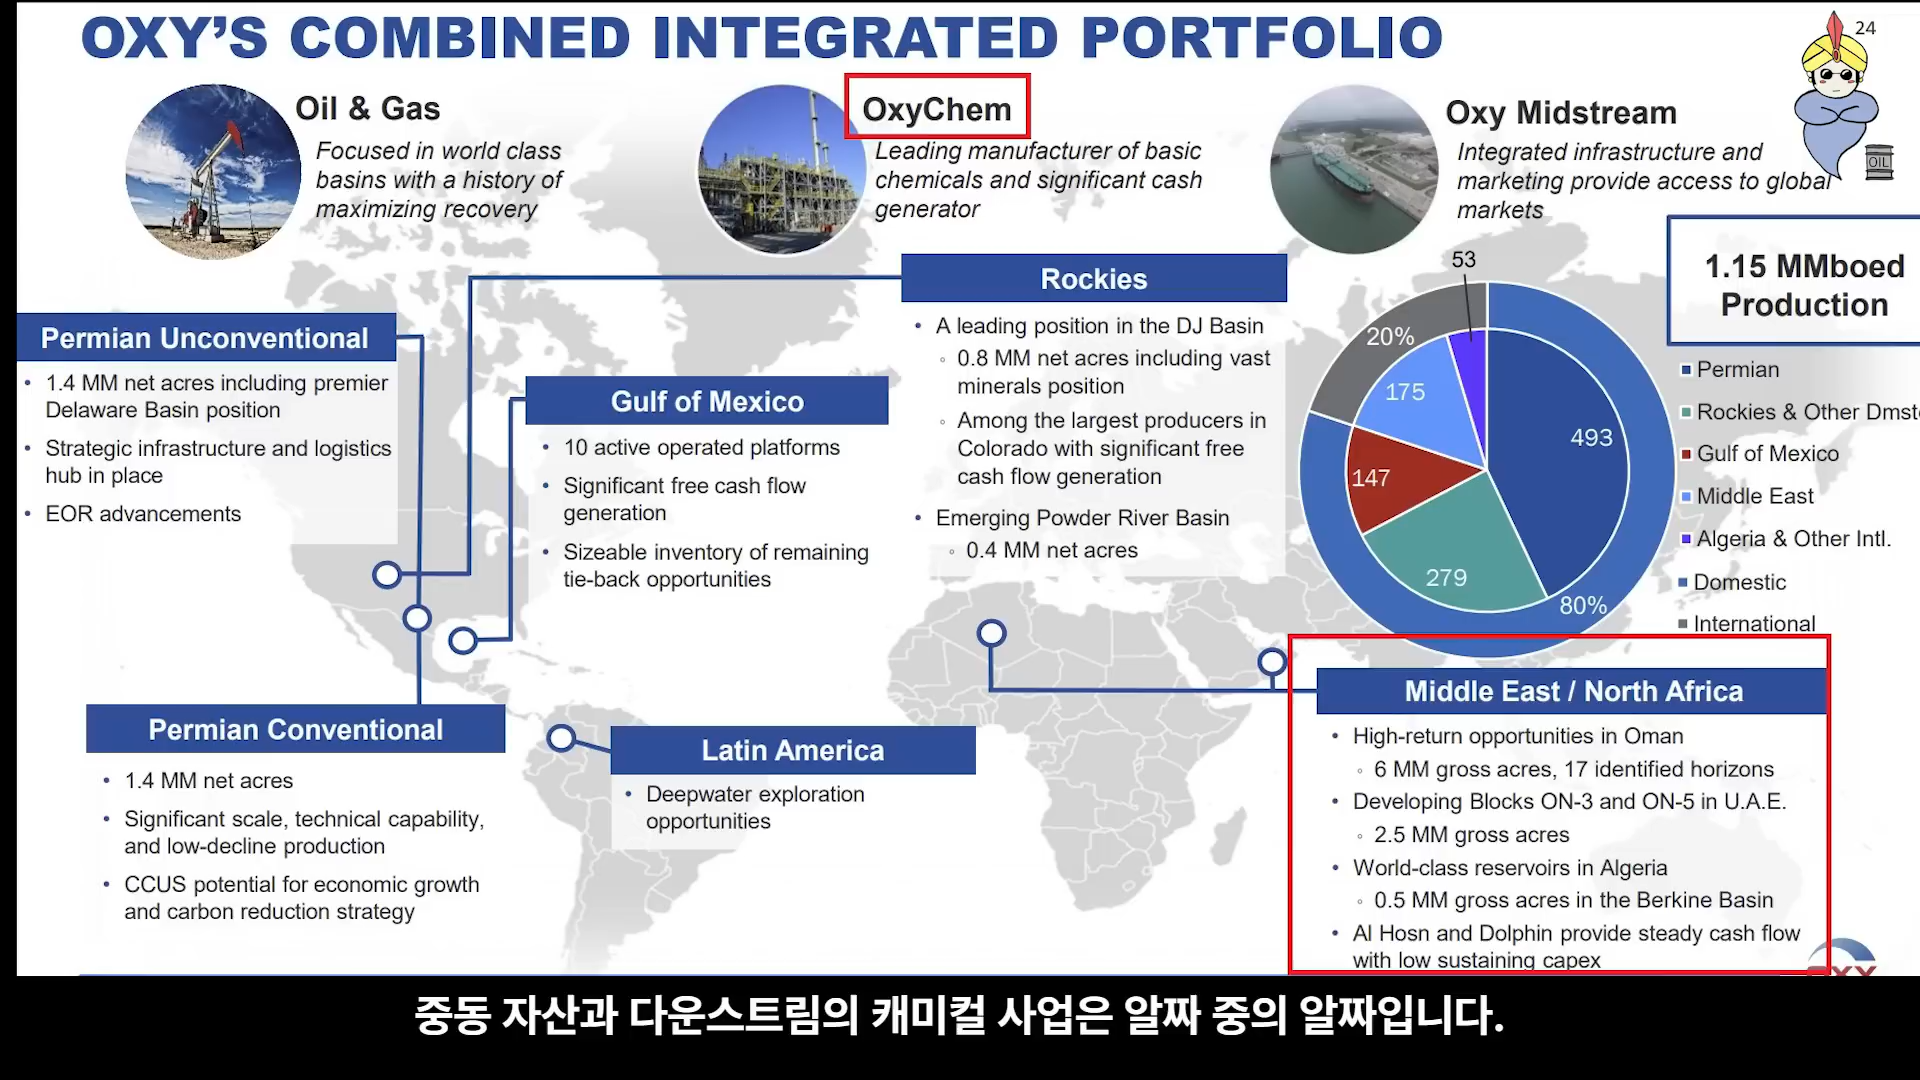 OXY'S COMBINED INTEGRATED PORTFOLIO
24
OIL
Oil & Gas
Focused in world class
basins with a history of
maximizing recovery
OxyChem
Leading manufacturer of basic
chemicals and significant cash
generator
Oxy Midstream
Integrated infrastructure and
marketing provide access to global
markets
1.15 MMboed
Production
Permian Unconventional
• 1.4 MM net acres including premier
Delaware Basin position
• Strategic infrastructure and logistics
hub in place
• EOR advancements
Gulf of Mexico
• 10 active operated platforms
• Significant free cash flow
generation
• Sizeable inventory of remaining
tie-back opportunities
Rockies
• A leading position in the DJ Basin
◦ 0.8 MM net acres including vast
minerals position
◦ Among the largest producers in
Colorado with significant free
cash flow generation
• Emerging Powder River Basin
◦ 0.4 MM net acres
53
20%
175
493
147
279
80%
Permian
Rockies & Other Dmst
Gulf of Mexico
Middle East
Algeria & Other Intl.
Domestic
International
Permian Conventional
• 1.4 MM net acres
• Significant scale, technical capability,
and low-decline production
• CCUS potential for economic growth
and carbon reduction strategy
Latin America
• Deepwater exploration
opportunities
Middle East / North Africa
• High-return opportunities in Oman
◦ 6 MM gross acres, 17 identified horizons
• Developing Blocks ON-3 and ON-5 in U.A.E.
◦ 2.5 MM gross acres
• World-class reservoirs in Algeria
◦ 0.5 MM gross acres in the Berkine Basin
• Al Hosn and Dolphin provide steady cash flow
with low sustaining capex
중동 자산과 다운스트림의 캐미컬 사업은 알짜 중의 알짜입니다.